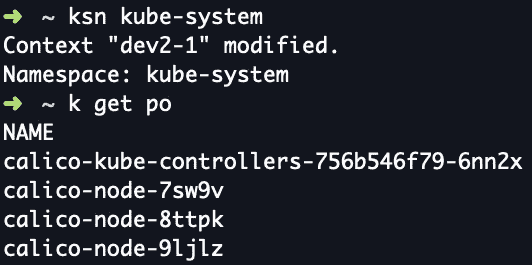 ➜ ~ ksn kube-system
Context "dev2-1" modified.
Namespace: kube-system
➜ ~ k get po
NAME
calico-kube-controllers-756b546f79-6nn2x
calico-node-7sw9v
calico-node-8ttpk
calico-node-9ljlz